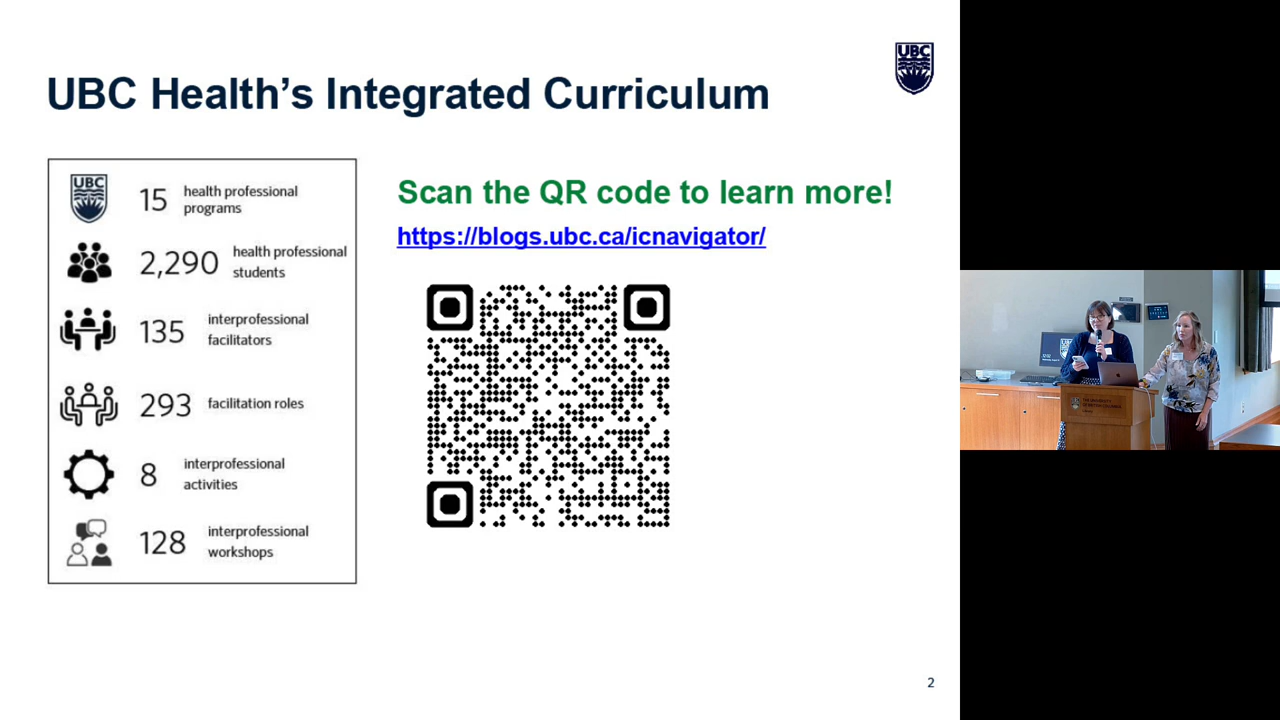 UBC
UBC Health's Integrated Curriculum
UBC
15
health professional
programs
2,290
health professional
students
135
interprofessional
facilitators
293
facilitation roles
8
interprofessional
activities
128
interprofessional
workshops
Scan the QR code to learn more!
https://blogs.ubc.ca/icnavigator/
2
UBC